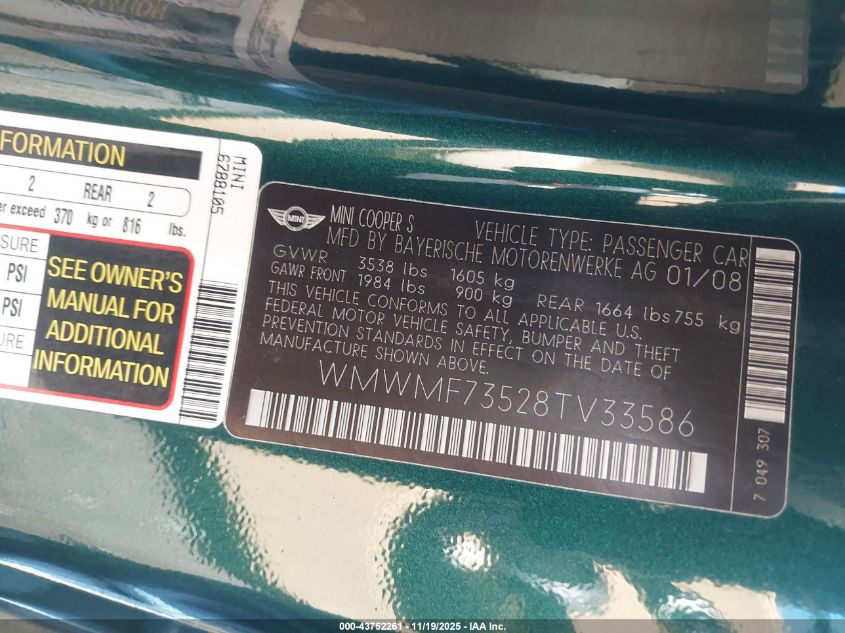 FORMATION
2 REAR 2
er exceed 370 kg or 816 lbs.
SURE
PSI
PSI
URE
SEE OWNER'S
MANUAL FOR
ADDITIONAL
INFORMATION
MINI
6788105
MINI
MINI COOPER S VEHICLE TYPE: PASSENGER CAR
MFD BY BAYERISCHE MOTORENWERKE AG 01/08
GVWR 3538 lbs 1605 kg
GAWR FRONT 1984 lbs 900 kg REAR 1664 lbs 755 kg
THIS VEHICLE CONFORMS TO ALL APPLICABLE U.S.
FEDERAL MOTOR VEHICLE SAFETY, BUMPER AND THEFT
PREVENTION STANDARDS IN EFFECT ON THE DATE OF
MANUFACTURE SHOWN ABOVE.
WMWMF73528TV33586
7 049 307
000-43752261 - 11/19/2025 - IAA Inc.